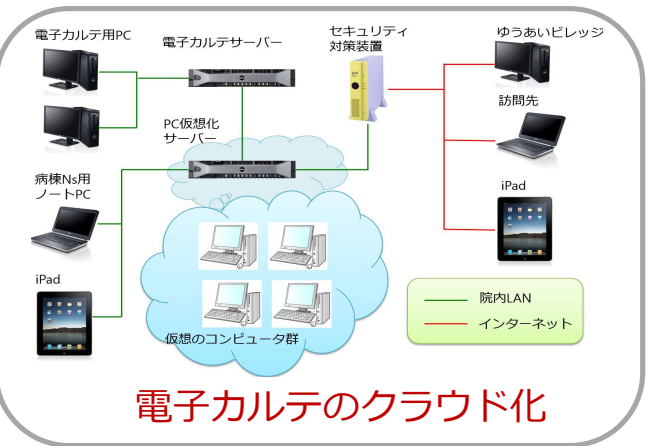 電子カルテ用PC
電子カルテサーバー
セキュリティ
対策装置
ゆうあいビレッジ
訪問先
PC仮想化
サーバー
病棟Ns用
ノートPC
iPad
iPad
院内LAN
インターネット
仮想のコンピュータ群
電子カルテのクラウド化